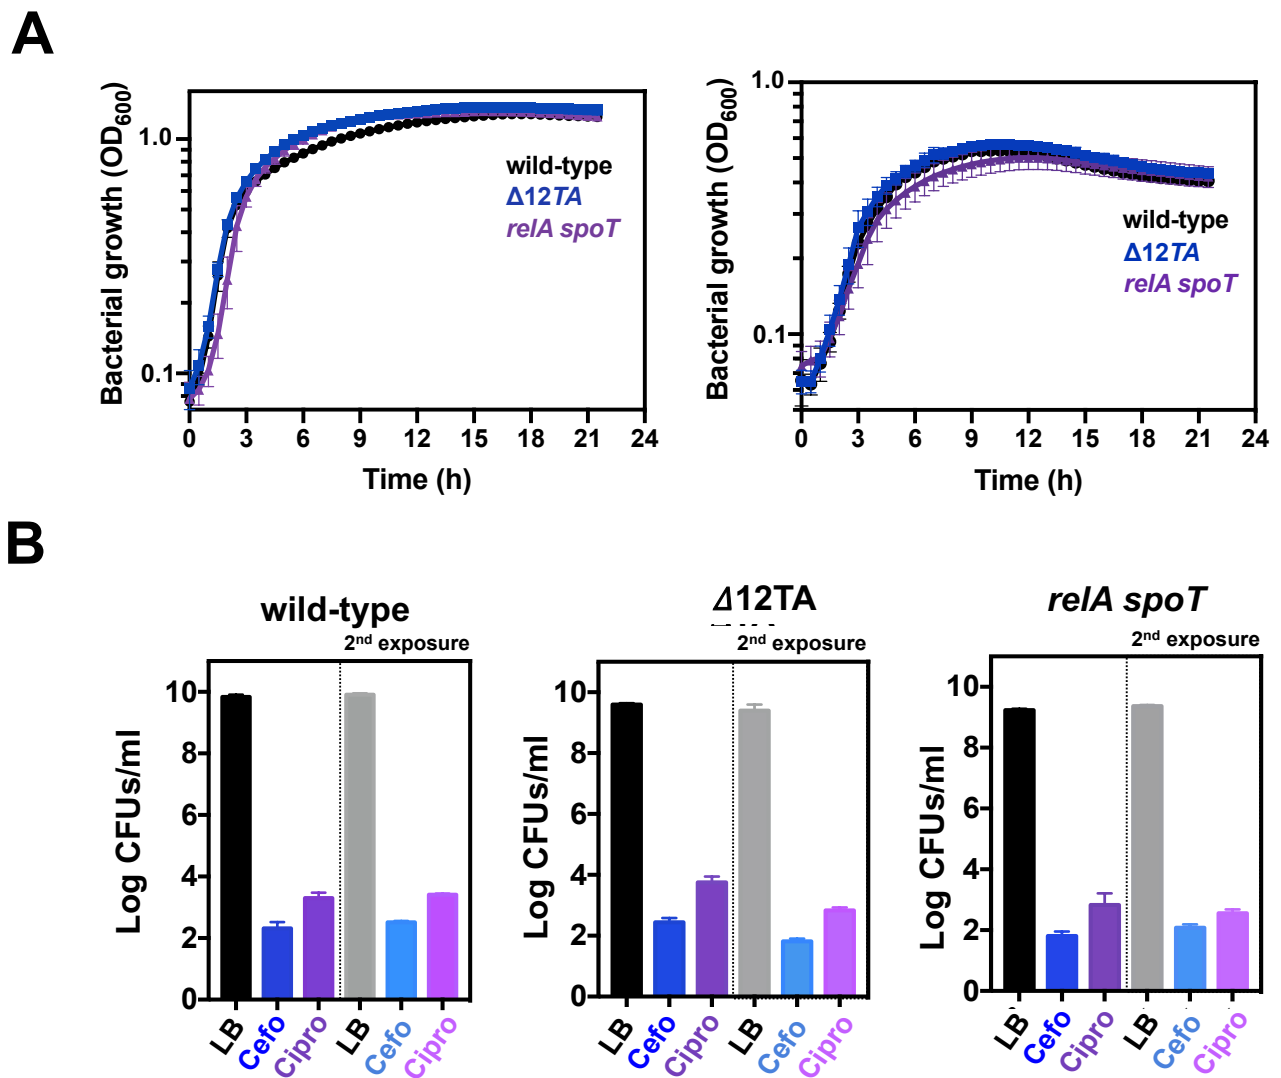 A
Bacterial growth (OD600)
1.0
0.1
wild-type
Δ12TA
relA spoT
0 3 6 9 12 15 18 21 24
Time (h)
Bacterial growth (OD600)
1.0
0.1
wild-type
Δ12TA
relA spoT
0 3 6 9 12 15 18 21 24
Time (h)
B
wild-type
2nd exposure
Log CFUs/ml
10
8
6
4
2
0
LB Cefo Cipro LB Cefo Cipro
Δ12TA
2nd exposure
Log CFUs/ml
10
8
6
4
2
0
LB Cefo Cipro LB Cefo Cipro
relA spoT
2nd exposure
Log CFUs/ml
10
8
6
4
2
0
LB Cefo Cipro LB Cefo Cipro